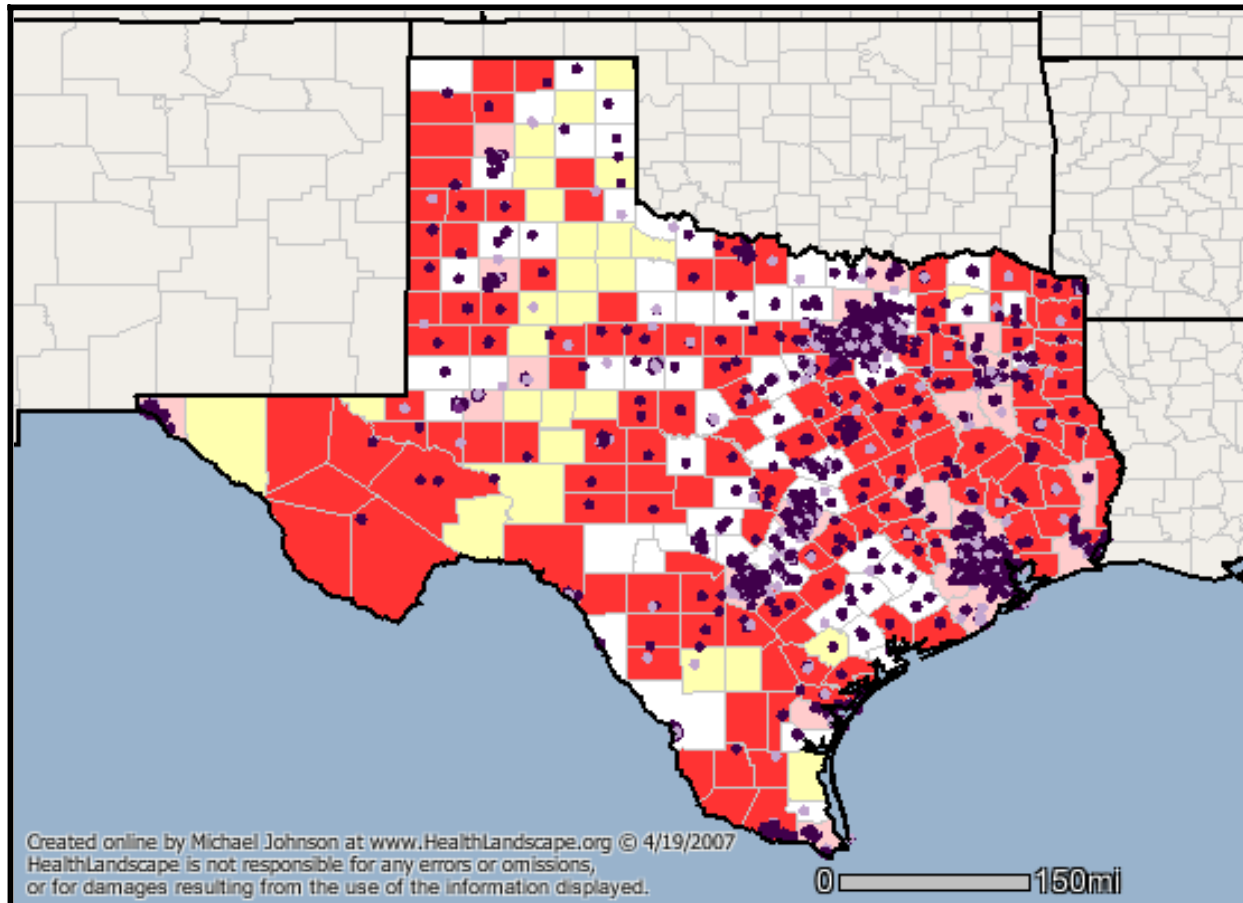 Created online by Michael Johnson at www.HealthLandscape.org © 4/19/2007
HealthLandscape is not responsible for any errors or omissions,
or for damages resulting from the use of the information displayed.
0 150mi